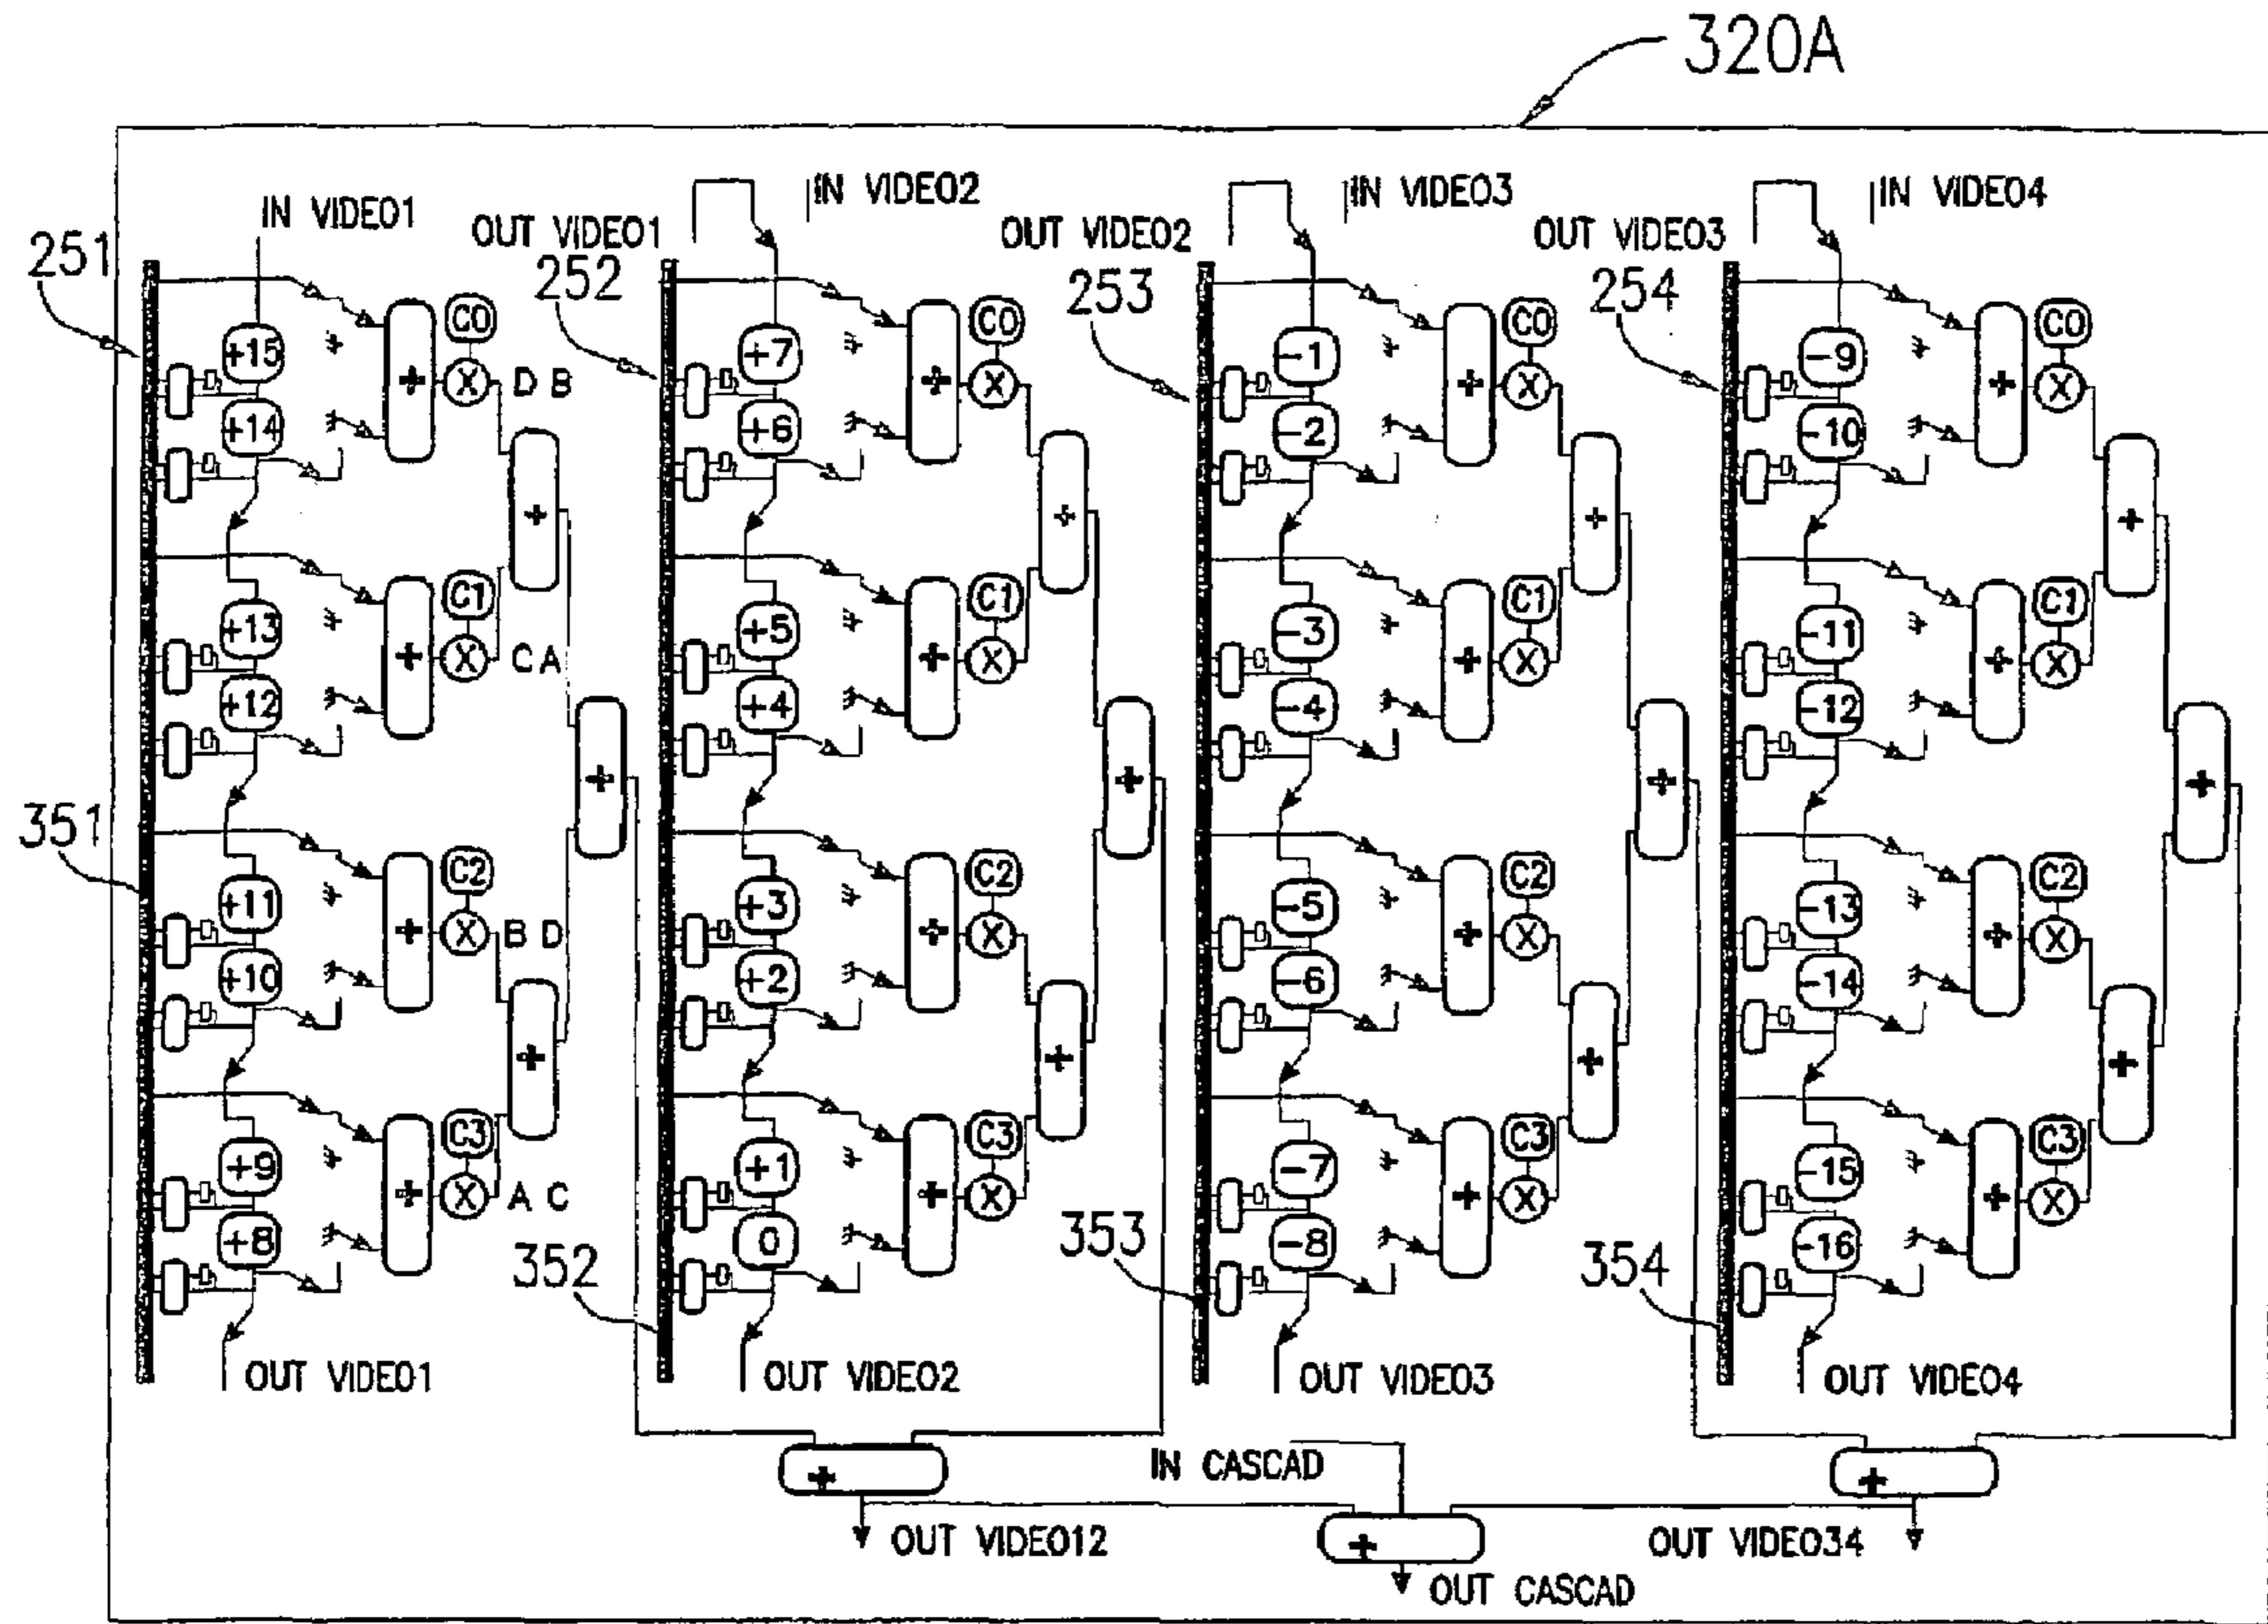 320A
IN VIDEO1
OUT VIDEO1
IN VIDEO2
OUT VIDEO2
IN VIDEO3
OUT VIDEO3
IN VIDEO4
251
252
253
254
+15
C0
+7
C0
-1
C0
-9
C0
+
X
D B
+
X
+
X
+
X
+14
+6
-2
-10
+
+
+
+
+13
C1
+5
C1
-3
C1
-11
C1
+
X
C A
+
X
+
X
+
X
+12
+4
-4
-12
+
+
+
+
351
+11
C2
+3
C2
-5
C2
-13
C2
+
X
B D
+
X
+
X
+
X
+10
+2
-6
-14
+
+
+
+
+9
C3
+1
C3
-7
C3
-15
C3
+
X
A C
+
X
+
X
+
X
+8
0
-8
-16
352
353
354
OUT VIDEO1
OUT VIDEO2
OUT VIDEO3
OUT VIDEO4
+
IN CASCAD
+
OUT VIDEO12
+
OUT VIDEO34
OUT CASCAD